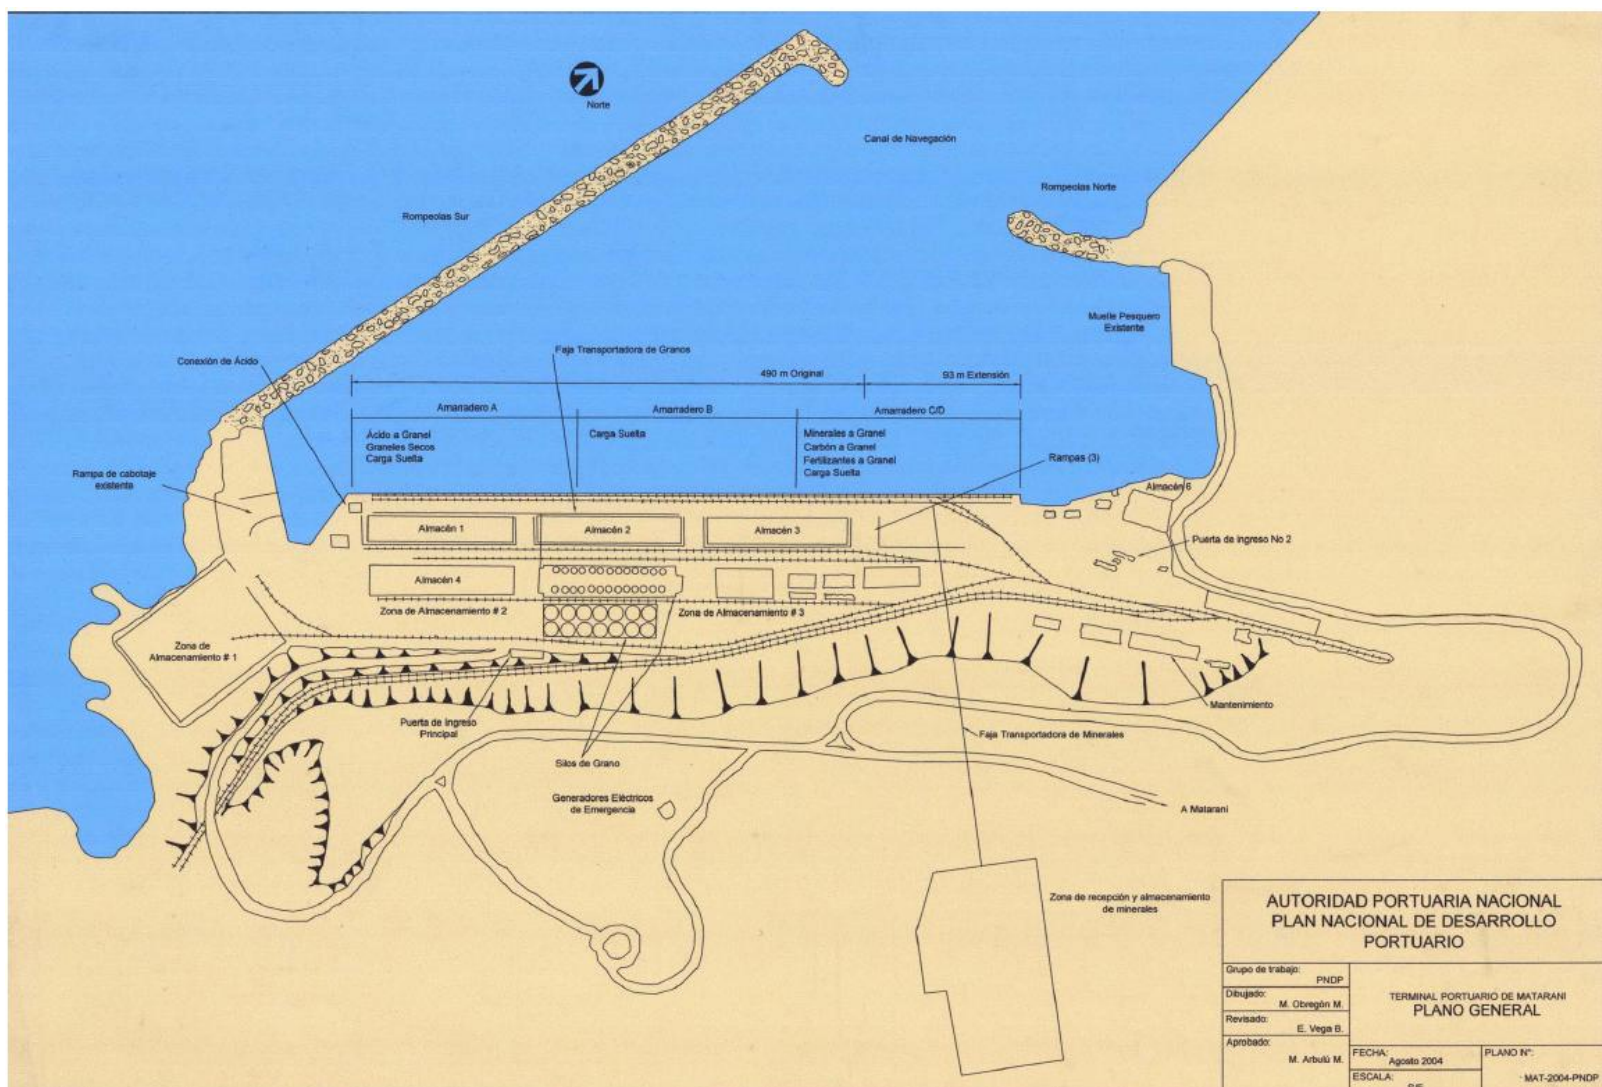 Norte
Canal de Navegación
Rompeolas Norte
Rompeolas Sur
Muelle Pesquero
Existente
Conexión de Ácido
Faja Transportadora de Granos
490 m Original
93 m Extensión
Amarradero A
Amarradero B
Amarradero C/D
Ácido a Granel
Graneles Secos
Carga Suelta
Carga Suelta
Minerales a Granel
Carbón a Granel
Fertilizantes a Granel
Carga Suelta
Rampas (3)
Rampa de cabotaje
existente
Almacén 6
Almacén 1
Almacén 2
Almacén 3
Puerta de ingreso No 2
Almacén 4
Zona de Almacenamiento # 2
Zona de Almacenamiento # 3
Zona de
Almacenamiento # 1
Puerta de Ingreso
Principal
Mantenimiento
Faja Transportadora de Minerales
Silos de Grano
Generadores Eléctricos
de Emergencia
A Matarani
Zona de recepción y almacenamiento
de minerales
AUTORIDAD PORTUARIA NACIONAL
PLAN NACIONAL DE DESARROLLO
PORTUARIO
Grupo de trabajo:
PNDP
Dibujado:
M. Obregón M.
Revisado:
E. Vega B.
Aprobado:
M. Arbulú M.
TERMINAL PORTUARIO DE MATARANI
PLANO GENERAL
FECHA:
Agosto 2004
PLANO N°:
MAT-2004-PNDP
ESCALA: